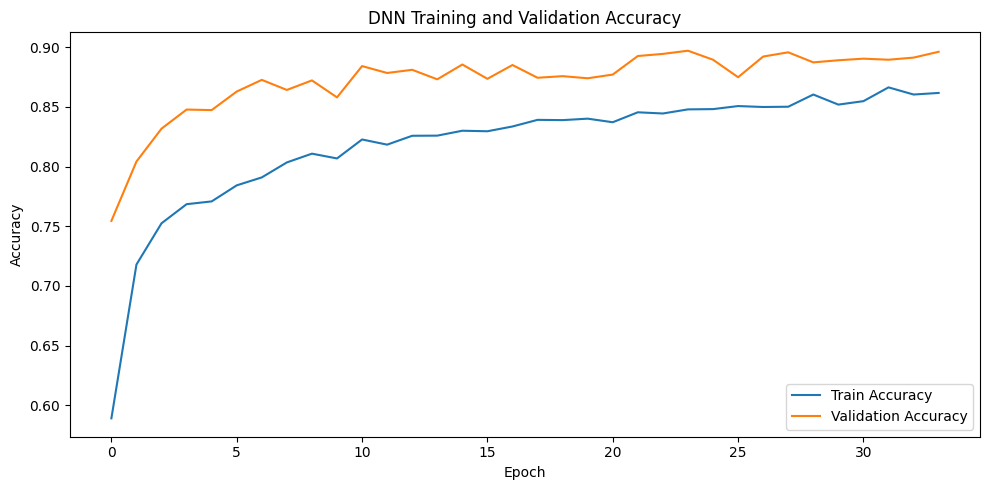 DNN Training and Validation Accuracy
Accuracy
0.90
0.85
0.80
0.75
0.70
0.65
0.60
0 5 10 15 20 25 30
Epoch
Train Accuracy
Validation Accuracy